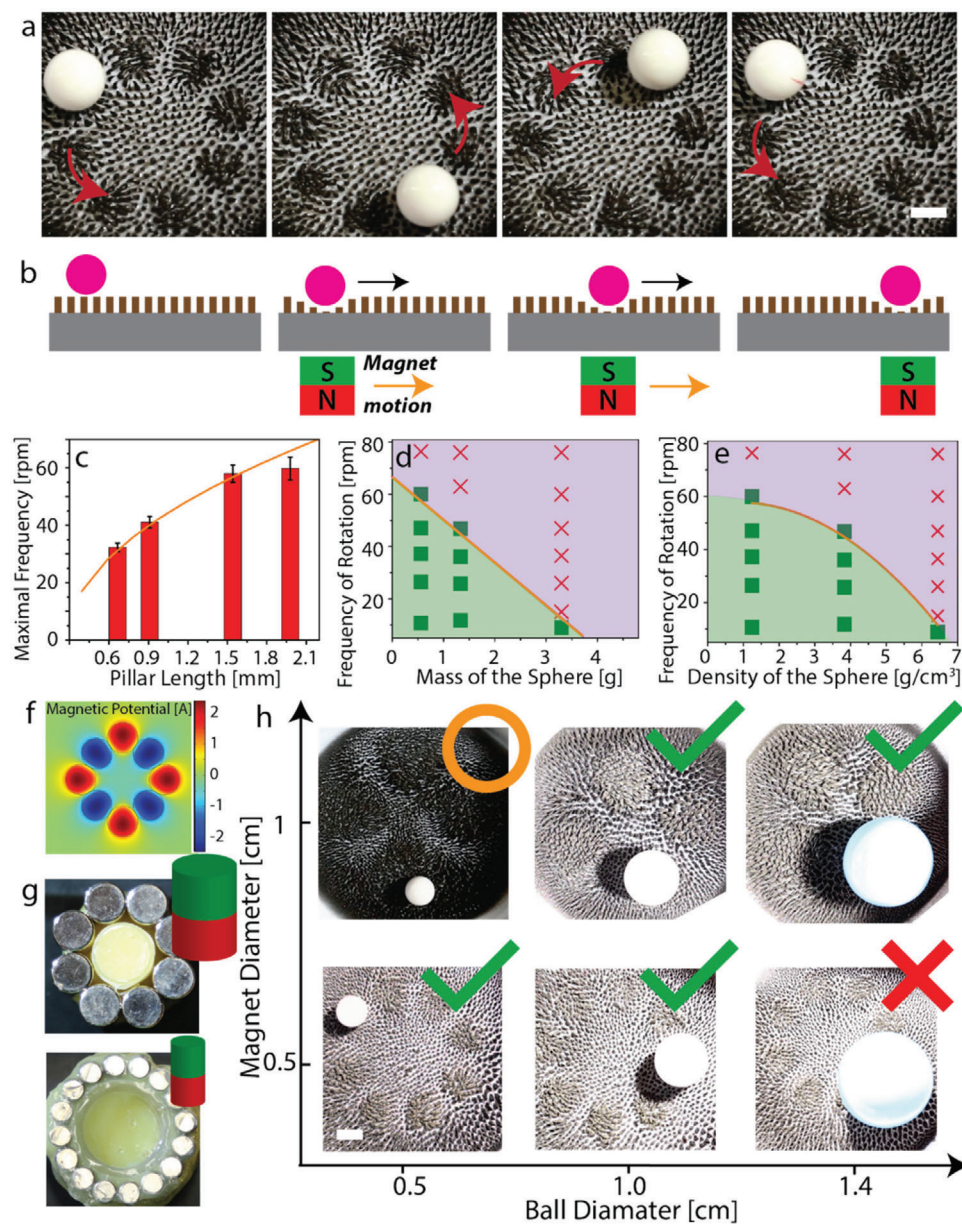 a
b
S
N
Magnet
motion
S
N
S
N
c
Maximal Frequency [rpm]
60
40
20
0
0.6 0.9 1.2 1.5 1.8 2.1
Pillar Length [mm]
d
Frequency of Rotation [rpm]
80
60
40
20
0 1 2 3 4
Mass of the Sphere [g]
e
Frequency of Rotation [rpm]
80
60
40
20
0 1 2 3 4 5 6 7
Density of the Sphere [g/cm³]
f
Magnetic Potential [A]
2
1
0
-1
-2
g
h
Magnet Diameter [cm]
1
0.5
0.5 1.0 1.4
Ball Diamater [cm]